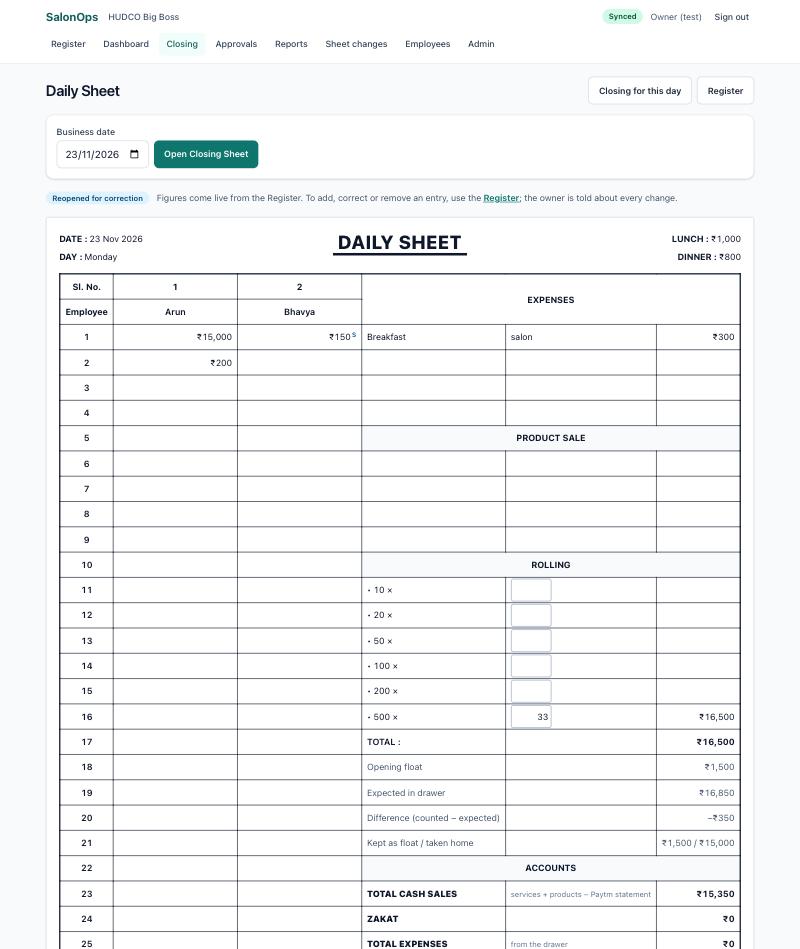 SalonOps HUDCO Big Boss Synced Owner (test) Sign out
Register Dashboard Closing Approvals Reports Sheet changes Employees Admin
Daily Sheet Closing for this day Register
Business date
23/11/2026 Open Closing Sheet
Reopened for correction Figures come live from the Register. To add, correct or remove an entry, use the Register; the owner is told about every change.
DATE : 23 Nov 2026 DAILY SHEET LUNCH : ₹1,000
DAY : Monday DINNER : ₹800
Sl. No. 1 2 EXPENSES
Employee Arun Bhavya
1 ₹15,000 ₹150 S Breakfast salon ₹300
2 ₹200
3
4
5 PRODUCT SALE
6
7
8
9
10 ROLLING
11 • 10 ×
12 • 20 ×
13 • 50 ×
14 • 100 ×
15 • 200 ×
16 • 500 × 33 ₹16,500
17 TOTAL : ₹16,500
18 Opening float ₹1,500
19 Expected in drawer ₹16,850
20 Difference (counted − expected) −₹350
21 Kept as float / taken home ₹1,500 / ₹15,000
22 ACCOUNTS
23 TOTAL CASH SALES services + products − Paytm statement ₹15,350
24 ZAKAT ₹0
25 TOTAL EXPENSES from the drawer ₹0